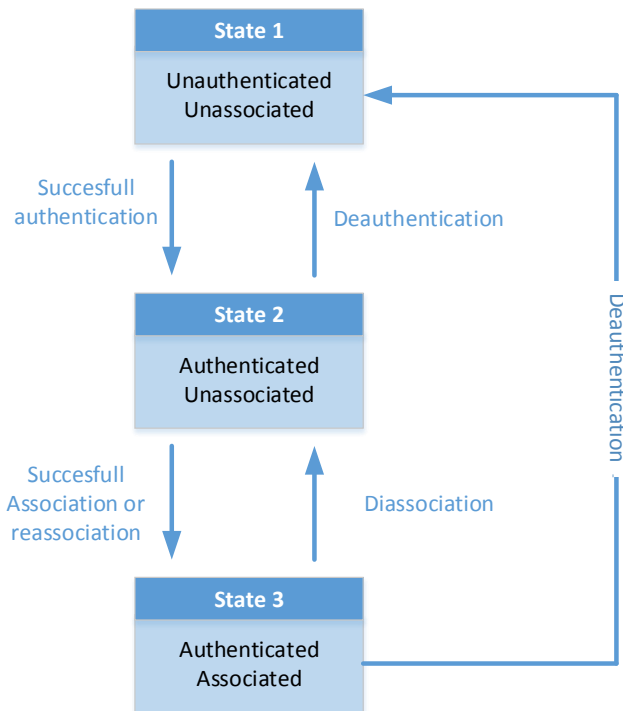 State 1
Unauthenticated
Unassociated
Succesfull
authentication
Deauthentication
State 2
Authenticated
Unassociated
Succesfull
Association or
reassociation
Diassociation
State 3
Authenticated
Associated
Deauthentication